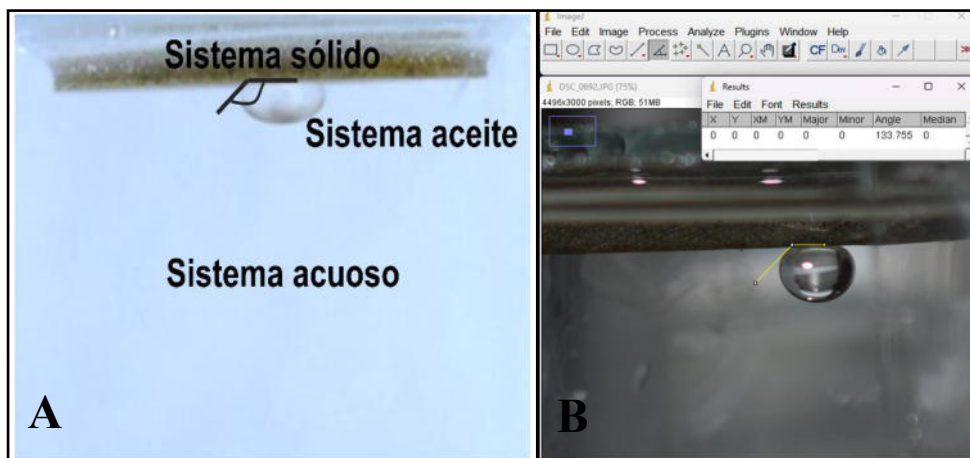 Sistema sólido
Sistema aceite
Sistema acuoso
A
ImageJ
File Edit Image Process Analyze Plugins Window Help
CF Dev
DSC_0692.JPG (75%)
4496x3000 pixels; RGB; 51MB
Results
File Edit Font Results
X Y XM YM Major Minor Angle Median
0 0 0 0 0 0 133.755 0
B